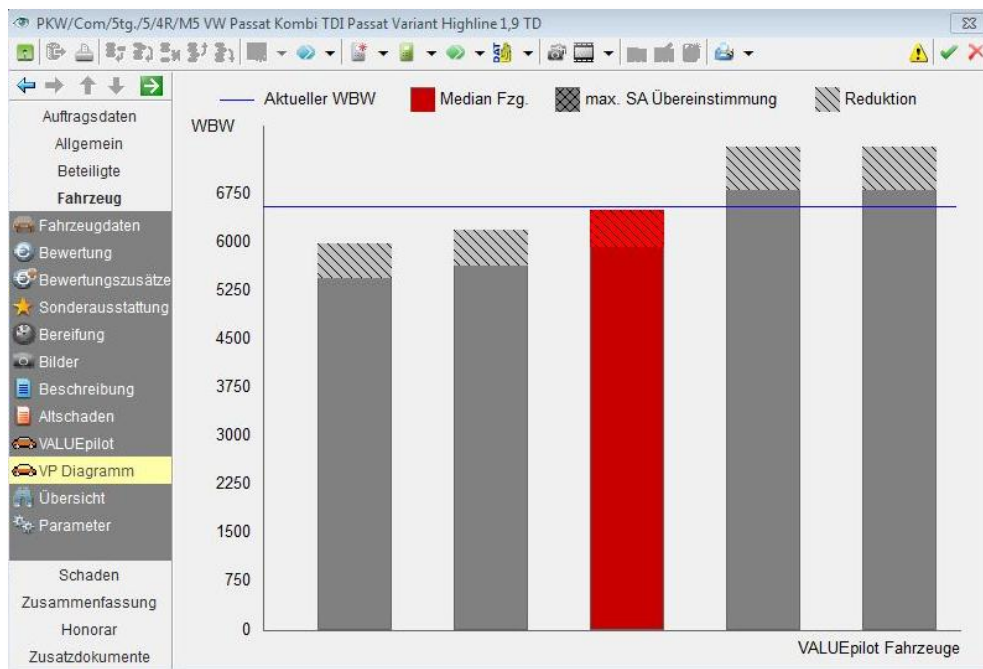 PKW/Com/5tg./5/4R/M5 VW Passat Kombi TDI Passat Variant Highline 1,9 TD
Auftragsdaten
Allgemein
Beteiligte
Fahrzeug
Fahrzeugdaten
Bewertung
Bewertungszusätze
Sonderausstattung
Bereifung
Bilder
Beschreibung
Altschaden
VALUEpilot
VP Diagramm
Übersicht
Parameter
Schaden
Zusammenfassung
Honorar
Zusatzdokumente
Aktueller WBW Median Fzg. max. SA Übereinstimmung Reduktion
WBW
6750
6000
5250
4500
3750
3000
2250
1500
750
0
VALUEpilot Fahrzeuge